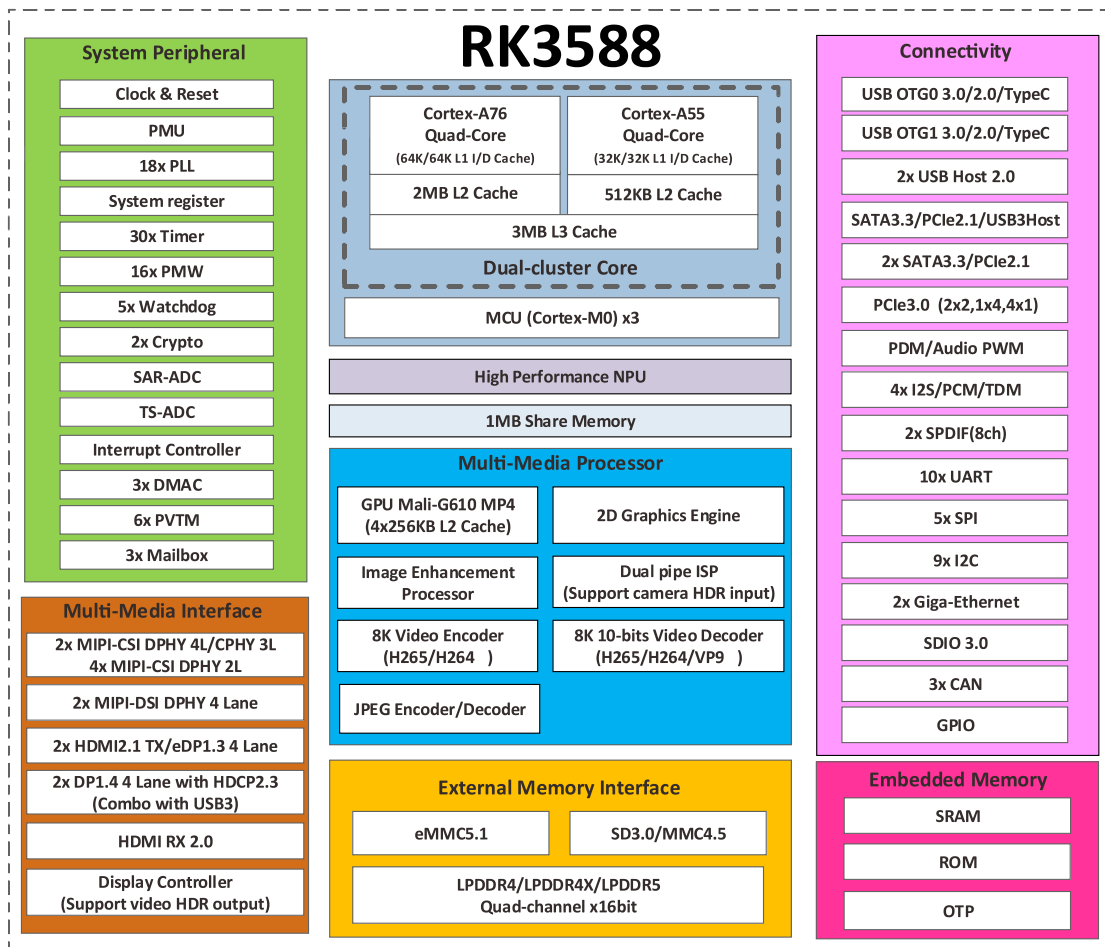 RK3588
System Peripheral
Clock & Reset
PMU
18x PLL
System register
30x Timer
16x PMW
5x Watchdog
2x Crypto
SAR-ADC
TS-ADC
Interrupt Controller
3x DMAC
6x PVTM
3x Mailbox
Multi-Media Interface
2x MIPI-CSI DPHY 4L/CPHY 3L
4x MIPI-CSI DPHY 2L
2x MIPI-DSI DPHY 4 Lane
2x HDMI2.1 TX/eDP1.3 4 Lane
2x DP1.4 4 Lane with HDCP2.3
(Combo with USB3)
HDMI RX 2.0
Display Controller
(Support video HDR output)
Cortex-A76
Quad-Core
(64K/64K L1 I/D Cache)
2MB L2 Cache
Cortex-A55
Quad-Core
(32K/32K L1 I/D Cache)
512KB L2 Cache
3MB L3 Cache
Dual-cluster Core
MCU (Cortex-M0) x3
High Performance NPU
1MB Share Memory
Multi-Media Processor
GPU Mali-G610 MP4
(4x256KB L2 Cache)
2D Graphics Engine
Image Enhancement
Processor
Dual pipe ISP
(Support camera HDR input)
8K Video Encoder
(H265/H264 )
8K 10-bits Video Decoder
(H265/H264/VP9 )
JPEG Encoder/Decoder
External Memory Interface
eMMC5.1
SD3.0/MMC4.5
LPDDR4/LPDDR4X/LPDDR5
Quad-channel x16bit
Connectivity
USB OTG0 3.0/2.0/TypeC
USB OTG1 3.0/2.0/TypeC
2x USB Host 2.0
SATA3.3/PCIe2.1/USB3Host
2x SATA3.3/PCIe2.1
PCIe3.0 (2x2,1x4,4x1)
PDM/Audio PWM
4x I2S/PCM/TDM
2x SPDIF(8ch)
10x UART
5x SPI
9x I2C
2x Giga-Ethernet
SDIO 3.0
3x CAN
GPIO
Embedded Memory
SRAM
ROM
OTP